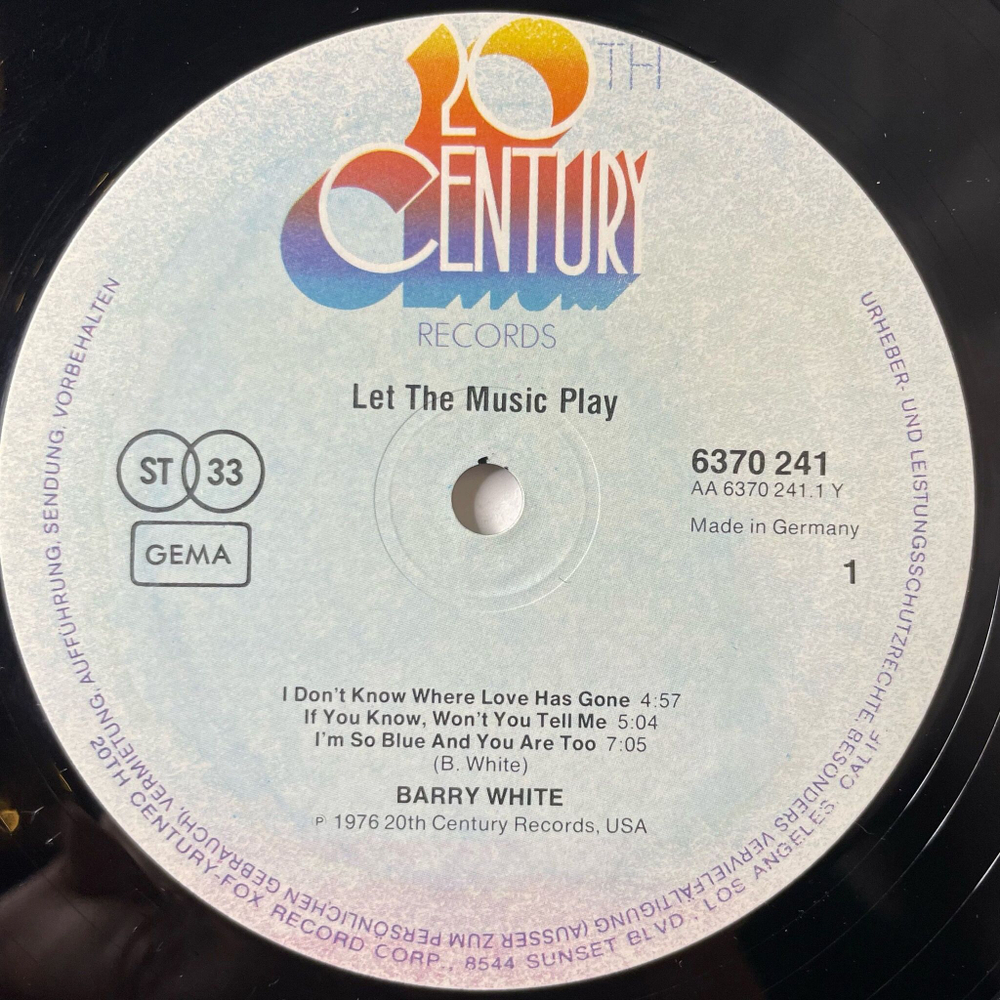 20TH
CENTURY
RECORDS
Let The Music Play
ST 33
GEMA
6370 241
AA 6370 241.1 Y
Made in Germany
1
I Don't Know Where Love Has Gone 4:57
If You Know, Won't You Tell Me 5:04
I'm So Blue And You Are Too 7:05
(B. White)
BARRY WHITE
℗ 1976 20th Century Records, USA
URHEBER- UND LEISTUNGSSCHUTZRECHTE, BESONDERS VERVIELFÄLTIGUNG (AUSSER ZUM PERSÖNLICHEN GEBRAUCH), VERMIETUNG, AUFFÜHRUNG, SENDUNG, VORBEHALTEN
20TH CENTURY-FOX RECORD CORP., 8544 SUNSET BLVD. LOS ANGELES CALIF.